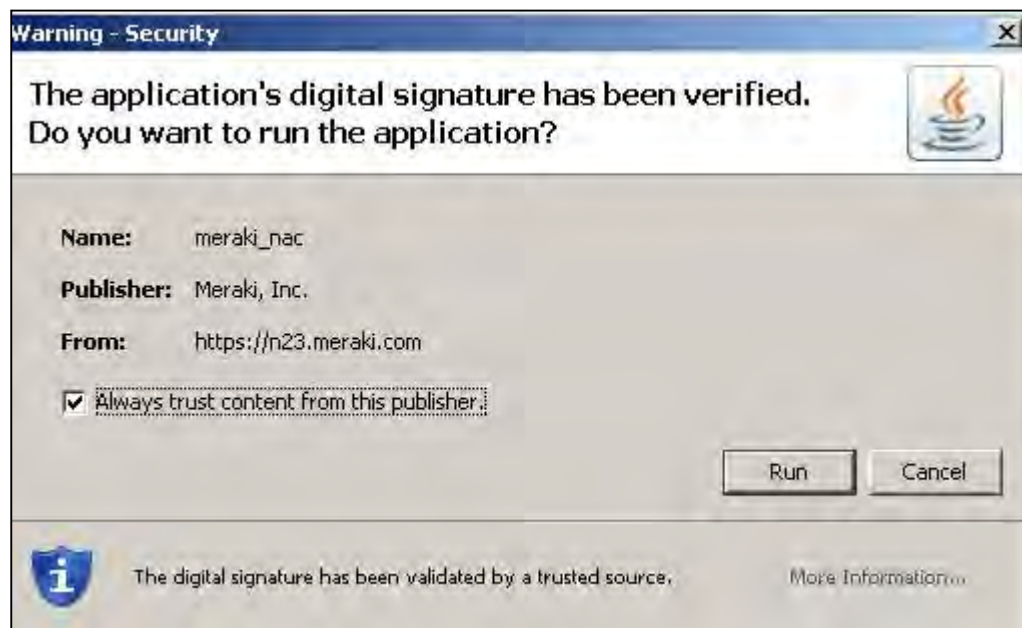 Warning - Security
The application's digital signature has been verified.
Do you want to run the application?
Name: meraki_nac
Publisher: Meraki, Inc.
From: https://n23.meraki.com
Always trust content from this publisher.
Run Cancel
The digital signature has been validated by a trusted source. More Information...